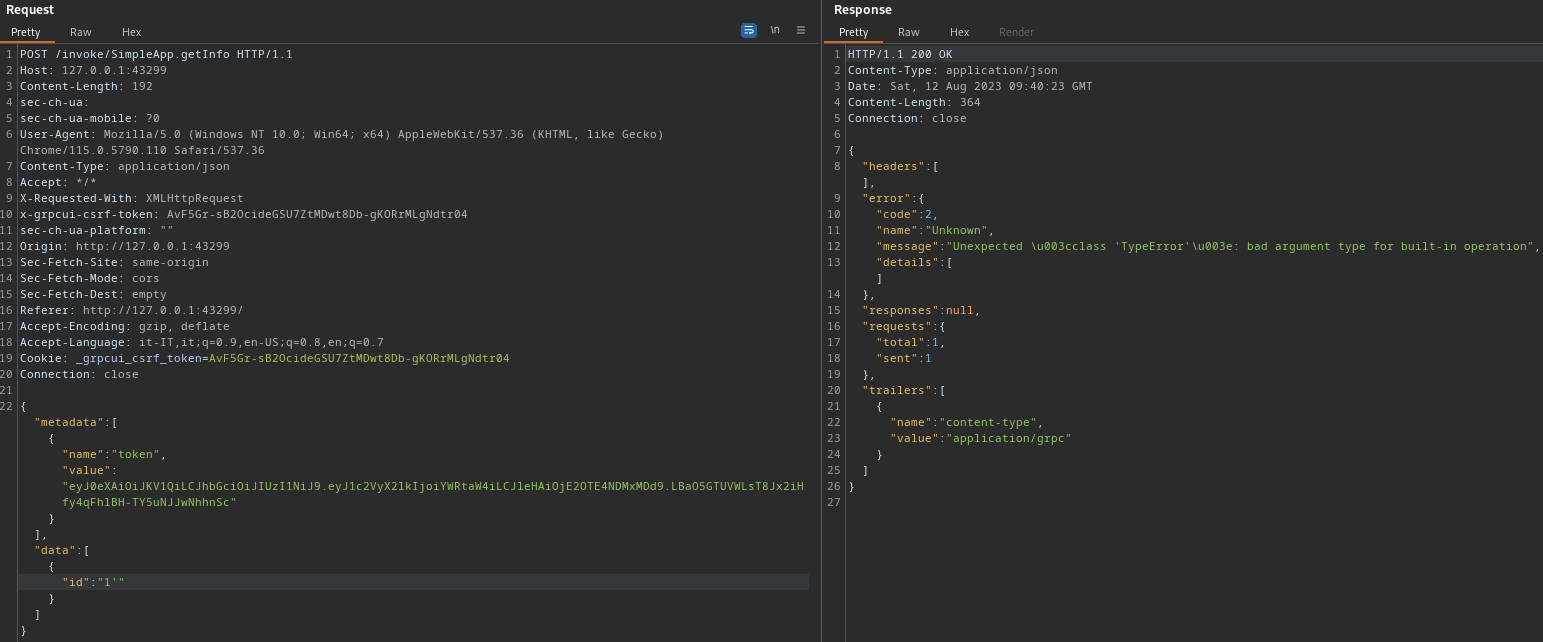 Request
Pretty Raw Hex \n
1 POST /invoke/SimpleApp.getInfo HTTP/1.1
2 Host: 127.0.0.1:43299
3 Content-Length: 192
4 sec-ch-ua:
5 sec-ch-ua-mobile: ?0
6 User-Agent: Mozilla/5.0 (Windows NT 10.0; Win64; x64) AppleWebKit/537.36 (KHTML, like Gecko)
Chrome/115.0.5790.110 Safari/537.36
7 Content-Type: application/json
8 Accept: */*
9 X-Requested-With: XMLHttpRequest
10 x-grpcui-csrf-token: AvF5Gr-sB2OcideGSU7ZtMDwt8Db-gKORrMLgNdtr04
11 sec-ch-ua-platform: ""
12 Origin: http://127.0.0.1:43299
13 Sec-Fetch-Site: same-origin
14 Sec-Fetch-Mode: cors
15 Sec-Fetch-Dest: empty
16 Referer: http://127.0.0.1:43299/
17 Accept-Encoding: gzip, deflate
18 Accept-Language: it-IT,it;q=0.9,en-US;q=0.8,en;q=0.7
19 Cookie: _grpcui_csrf_token=AvF5Gr-sB2OcideGSU7ZtMDwt8Db-gKORrMLgNdtr04
20 Connection: close
21
22 {
"metadata":[
{
"name":"token",
"value":
"eyJ0eXAiOiJKV1QiLCJhbGciOiJIUzI1NiJ9.eyJ1c2VyX2lkIjoiYWRtaW4iLCJleHAiOjE2OTE4NDMxMDd9.LBaO5GTUVWLsT8Jx2iH
fy4qFhlBH-TY5uNJJwNhhnSc"
}
],
"data":[
{
"id":"1'"
}
]
}
Response
Pretty Raw Hex Render
1 HTTP/1.1 200 OK
2 Content-Type: application/json
3 Date: Sat, 12 Aug 2023 09:40:23 GMT
4 Content-Length: 364
5 Connection: close
6
7 {
8 "headers":[
],
9 "error":{
10 "code":2,
11 "name":"Unknown",
12 "message":"Unexpected \u003cclass 'TypeError'\u003e: bad argument type for built-in operation",
13 "details":[
]
14 },
15 "responses":null,
16 "requests":{
17 "total":1,
18 "sent":1
19 },
20 "trailers":[
21 {
22 "name":"content-type",
23 "value":"application/grpc"
24 }
25 ]
26 }
27